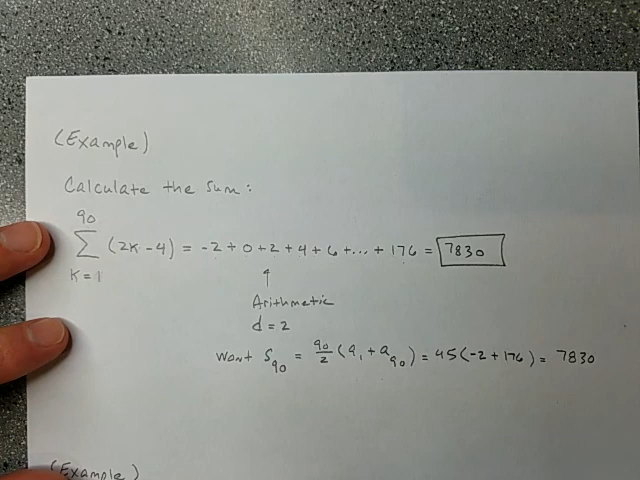 (Example)
Calculate the sum:
90
∑ (2K-4) = -2 + 0 + 2 + 4 + 6 + ... + 176 = 7830
K=1
↑
Arithmetic
d = 2
Want S₉₀ = 90/2 (a₁ + a₉₀) = 45(-2+176) = 7830
(Example)